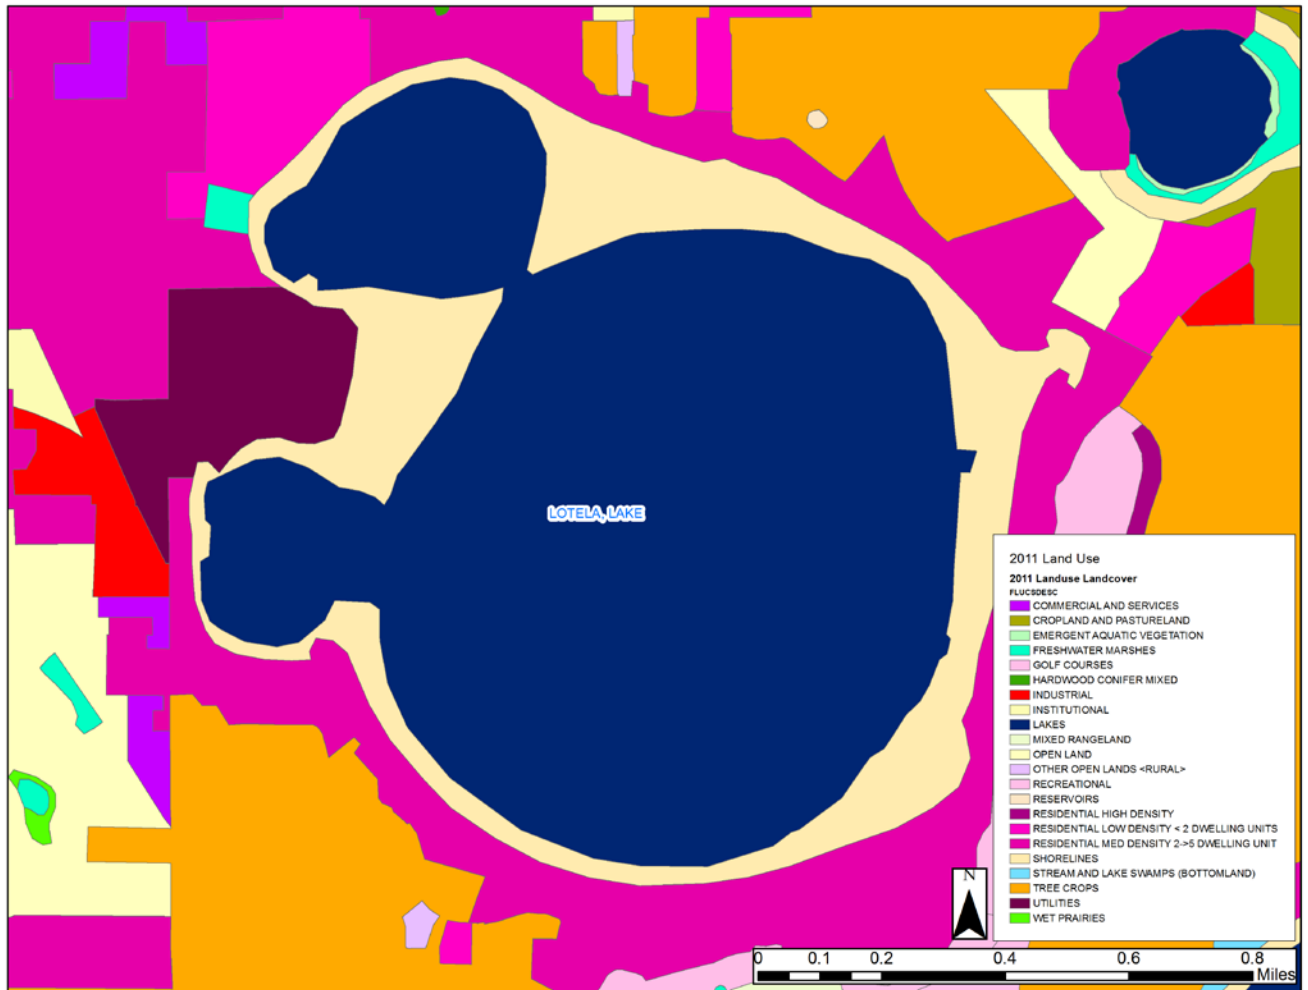 LOTELA, LAKE
2011 Land Use
2011 Landuse Landcover
FLUCSDESC
COMMERCIAL AND SERVICES
CROPLAND AND PASTURELAND
EMERGENT AQUATIC VEGETATION
FRESHWATER MARSHES
GOLF COURSES
HARDWOOD CONIFER MIXED
INDUSTRIAL
INSTITUTIONAL
LAKES
MIXED RANGELAND
OPEN LAND
OTHER OPEN LANDS <RURAL>
RECREATIONAL
RESERVOIRS
RESIDENTIAL HIGH DENSITY
RESIDENTIAL LOW DENSITY < 2 DWELLING UNITS
RESIDENTIAL MED DENSITY 2->5 DWELLING UNIT
SHORELINES
STREAM AND LAKE SWAMPS (BOTTOMLAND)
TREE CROPS
UTILITIES
WET PRAIRIES
N
0 0.1 0.2 0.4 0.6 0.8
Miles